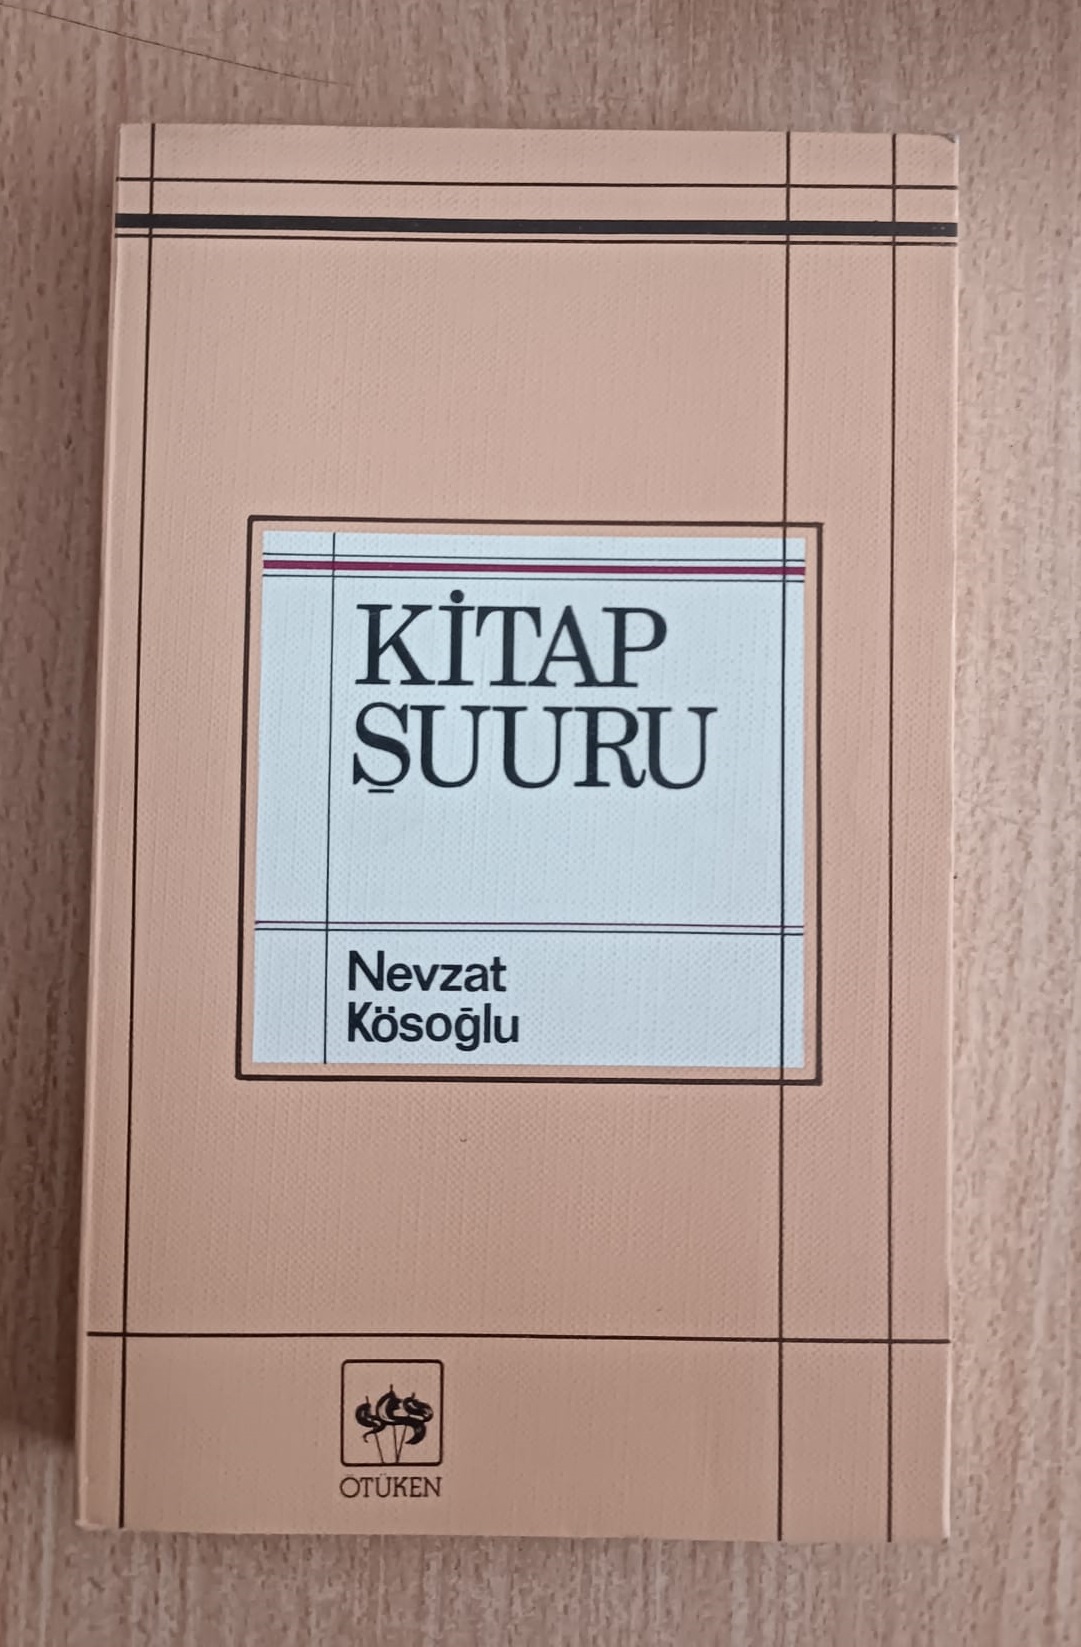 KİTAP
ŞUURU
Nevzat
Kösoğlu
ÖTÜKEN